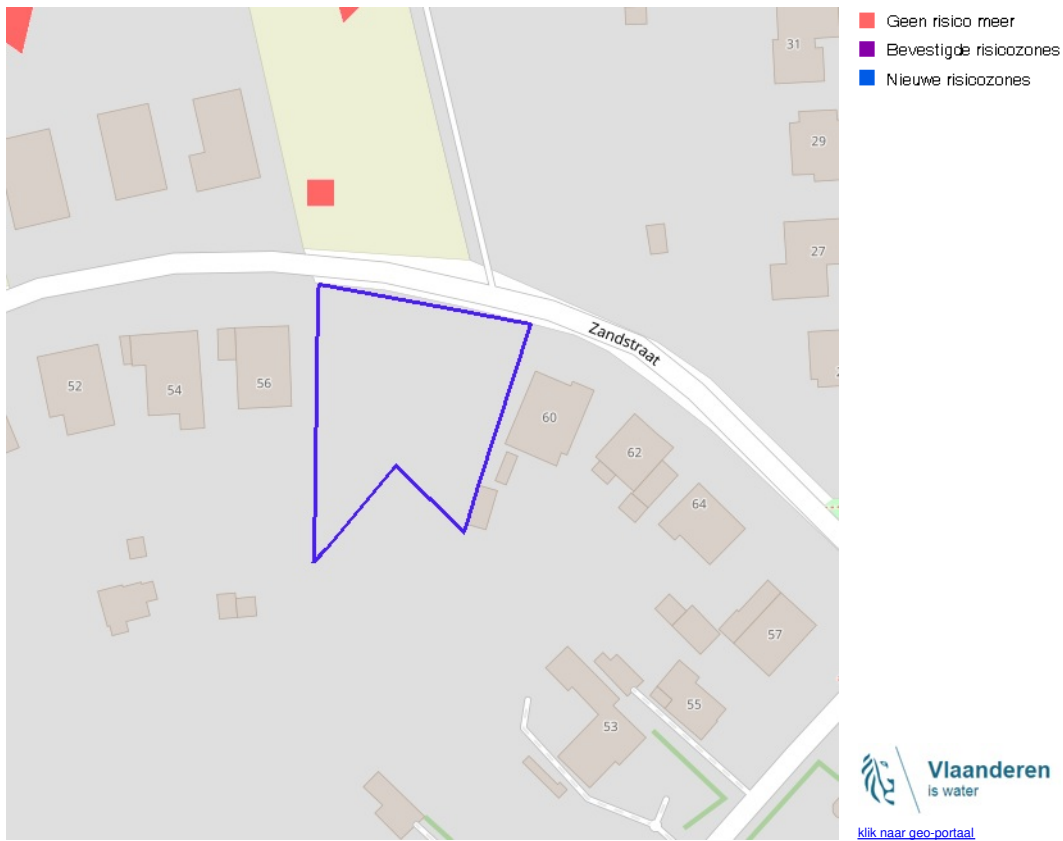 Geen risico meer
Bevestigde risicozones
Nieuwe risicozones
31
29
27
Zandstraat
52
54
56
60
62
64
57
55
53
Vlaanderen
is water
klik naar geo-portaal